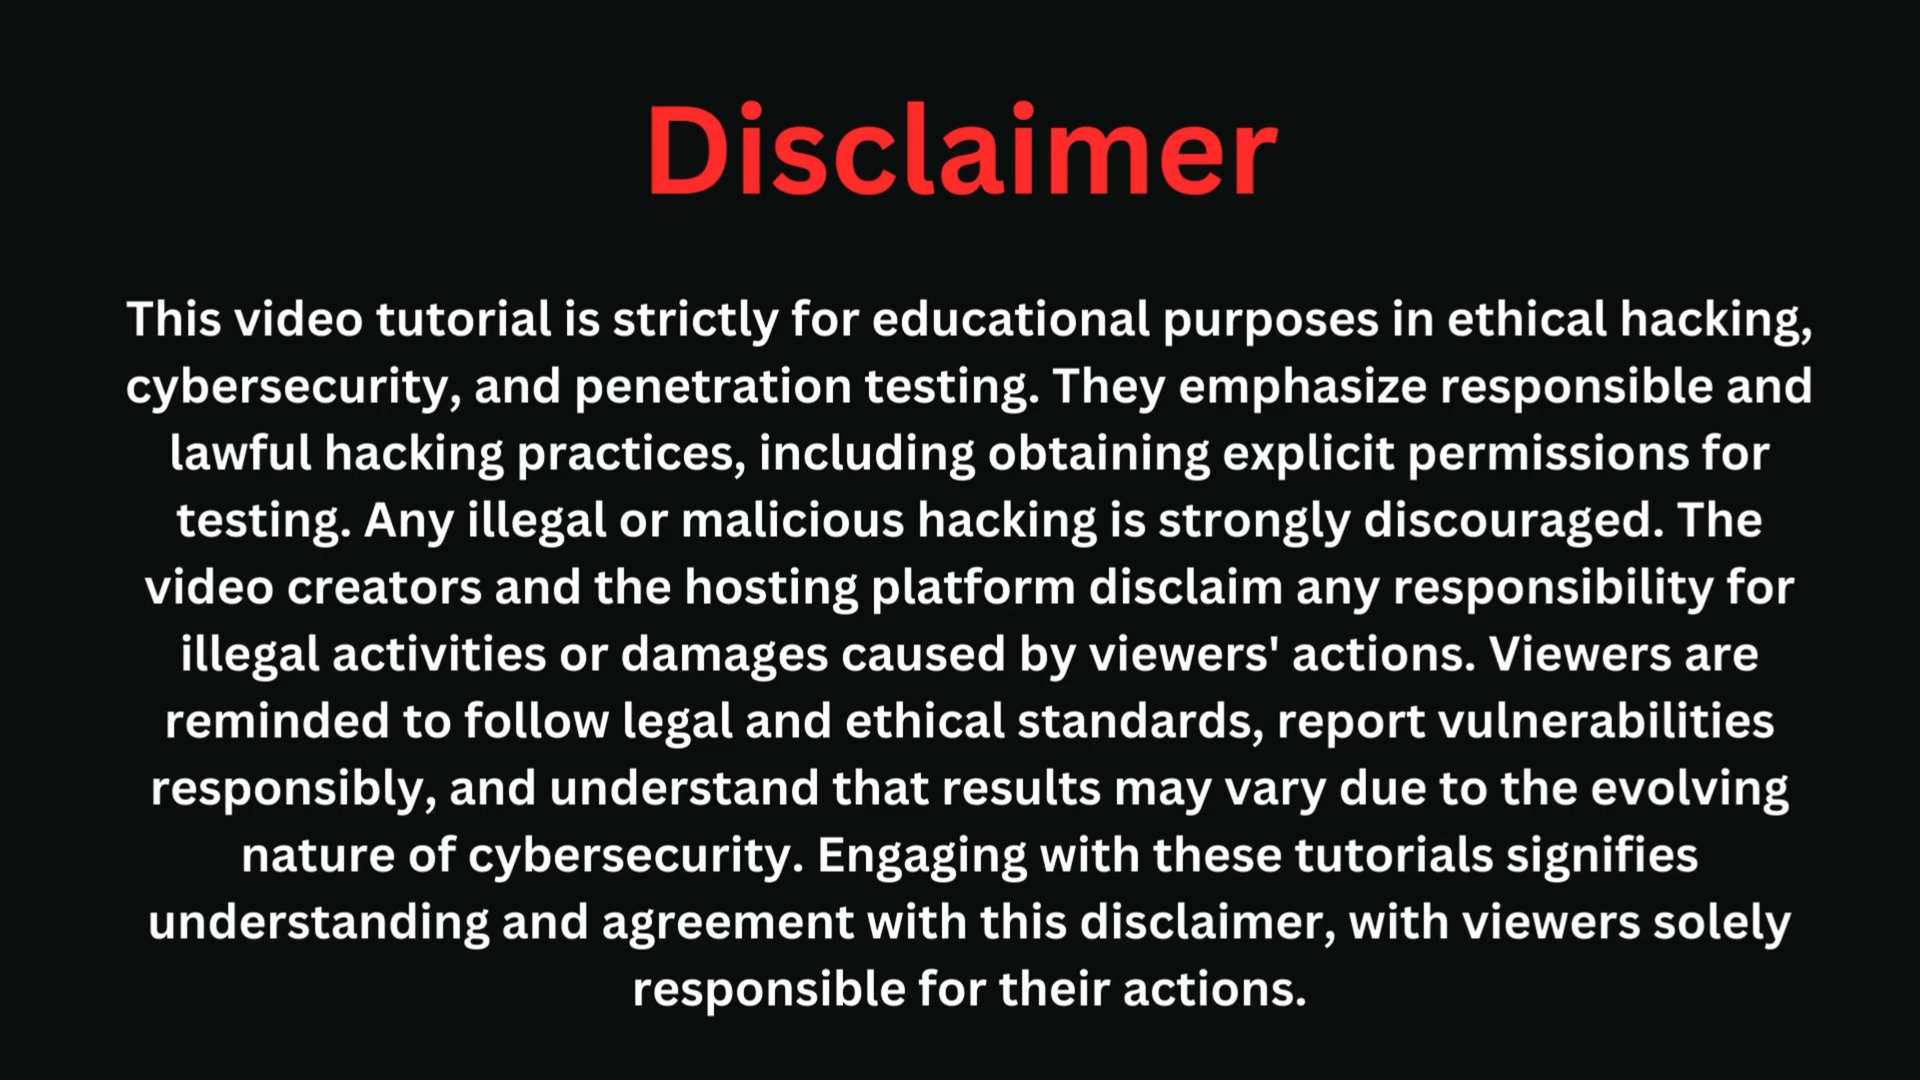 Disclaimer
This video tutorial is strictly for educational purposes in ethical hacking,
cybersecurity, and penetration testing. They emphasize responsible and
lawful hacking practices, including obtaining explicit permissions for
testing. Any illegal or malicious hacking is strongly discouraged. The
video creators and the hosting platform disclaim any responsibility for
illegal activities or damages caused by viewers' actions. Viewers are
reminded to follow legal and ethical standards, report vulnerabilities
responsibly, and understand that results may vary due to the evolving
nature of cybersecurity. Engaging with these tutorials signifies
understanding and agreement with this disclaimer, with viewers solely
responsible for their actions.